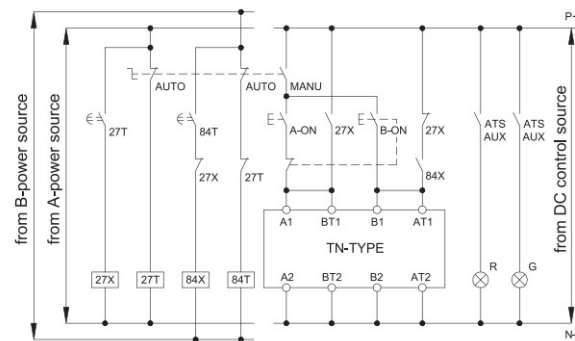 P+
AUTO
AUTO
MANU
27T
84T
A-ON
27X
B-ON
27X
ATS
AUX
ATS
AUX
27X
27T
84X
from B-power source
from A-power source
from DC control source
A1
BT1
B1
AT1
TN-TYPE
A2
BT2
B2
AT2
R
G
27X
27T
84X
84T
N-